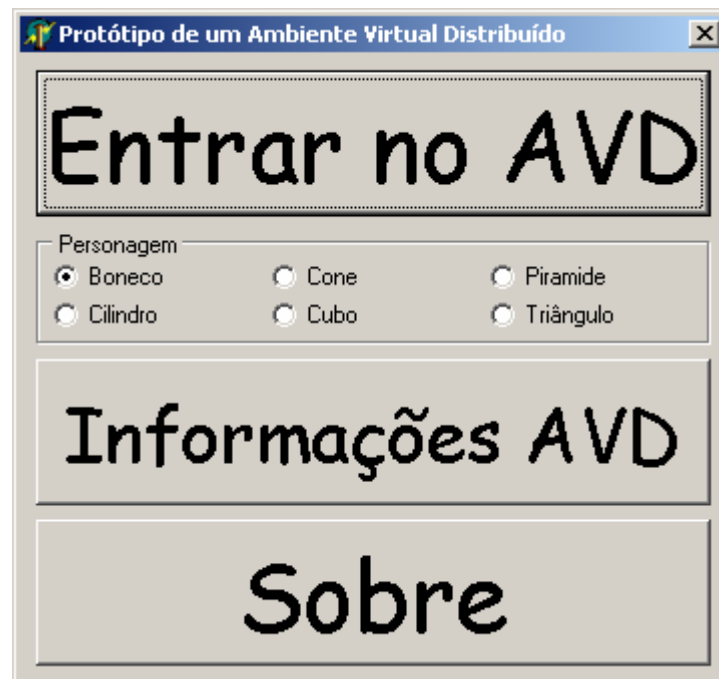 Protótipo de um Ambiente Virtual Distribuído
Entrar no AVD
Personagem
Boneco Cone Piramide
Cilindro Cubo Triângulo
Informações AVD
Sobre